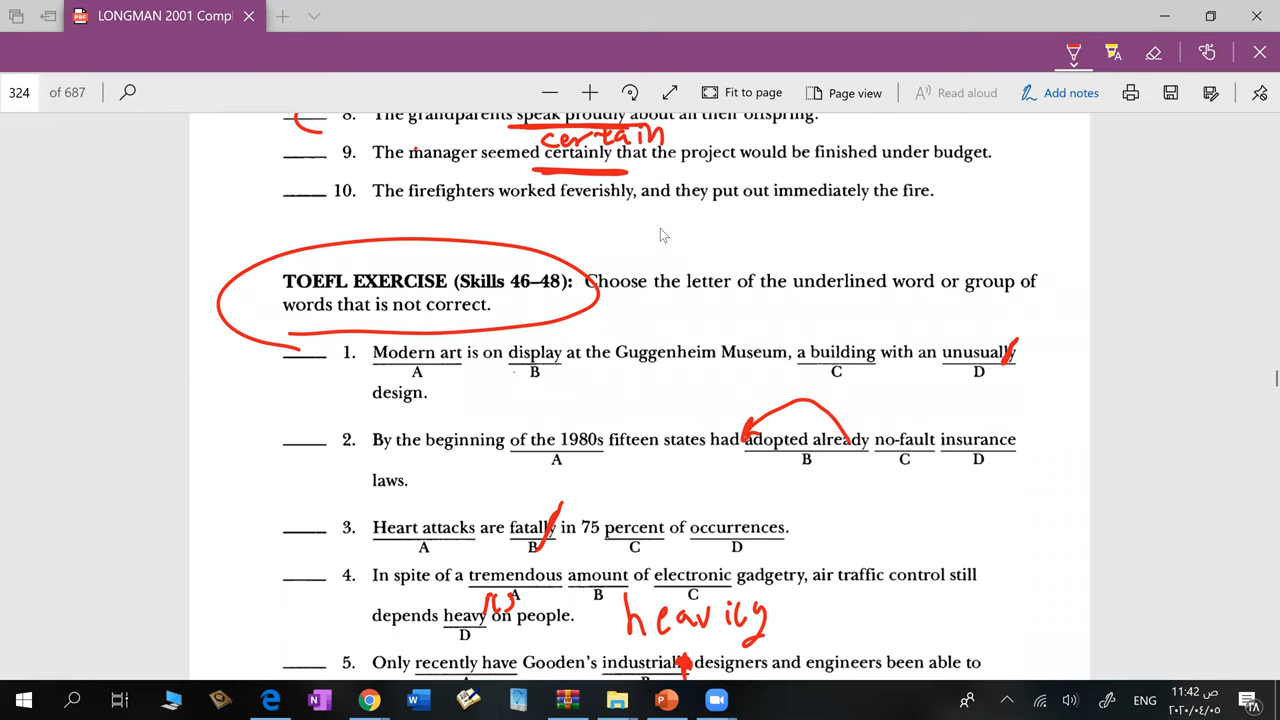 LONGMAN 2001 Compl
324 of 687
Fit to page
Page view
Read aloud
Add notes
8. The grandparents speak proudly about all their offspring.
certain
9. The manager seemed certainly that the project would be finished under budget.
10. The firefighters worked feverishly, and they put out immediately the fire.
TOEFL EXERCISE (Skills 46–48): Choose the letter of the underlined word or group of
words that is not correct.
1. Modern art is on display at the Guggenheim Museum, a building with an unusually
A B C D
design.
2. By the beginning of the 1980s fifteen states had adopted already no-fault insurance
A B C D
laws.
3. Heart attacks are fatally in 75 percent of occurrences.
A B C D
4. In spite of a tremendous amount of electronic gadgetry, air traffic control still
A B C
heavily
depends heavy on people.
D
5. Only recently have Gooden's industrially designers and engineers been able to
A B
ENG
11:42 ص